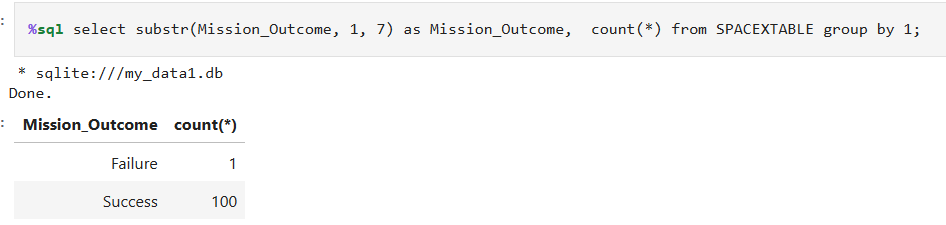 :
%sql select substr(Mission_Outcome, 1, 7) as Mission_Outcome,  count(*) from SPACEXTABLE group by 1;
* sqlite:///my_data1.db
Done.
:
Mission_Outcome count(*)
Failure 1
Success 100